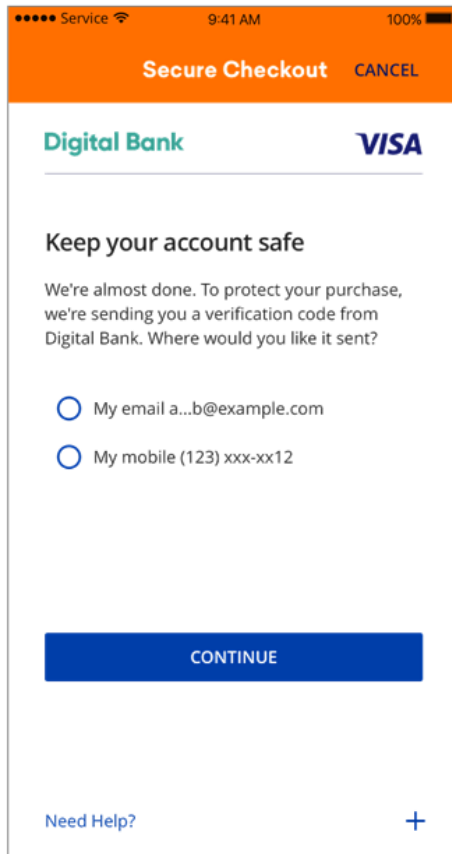 ●●●●● Service 9:41 AM 100%
Secure Checkout CANCEL
Digital Bank VISA
Keep your account safe
We're almost done. To protect your purchase,
we're sending you a verification code from
Digital Bank. Where would you like it sent?
My email a...b@example.com
My mobile (123) xxx-xx12
CONTINUE
Need Help? +